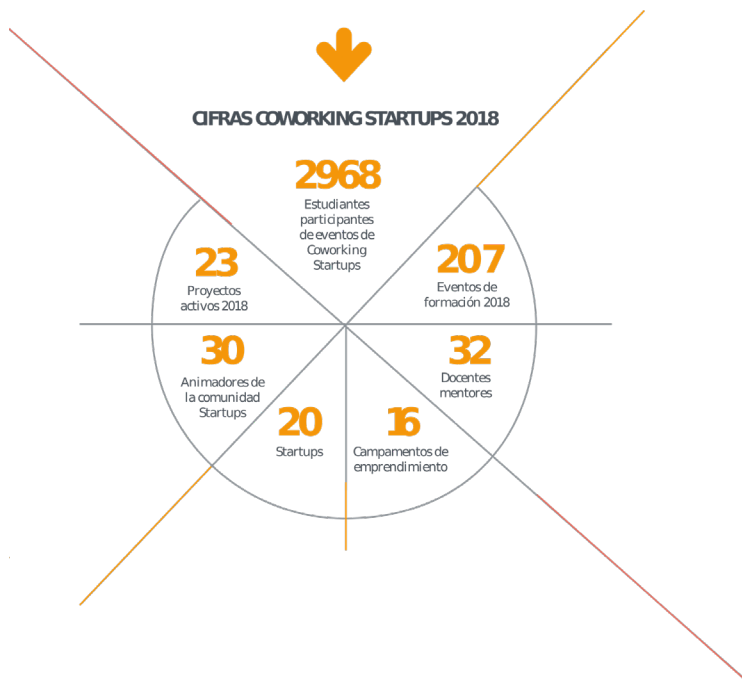 CIFRAS COWORKING STARTUPS 2018
2968
Estudiantes
participantes
de eventos de
Coworking
Startups
23
Proyectos
activos 2018
207
Eventos de
formación 2018
30
Animadores de
la comunidad
Startups
32
Docentes
mentores
20
Startups
16
Campamentos de
emprendimiento